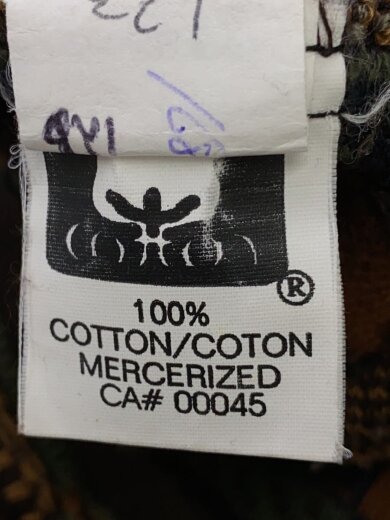 ®
100%
COTTON/COTON
MERCERIZED
CA# 00045